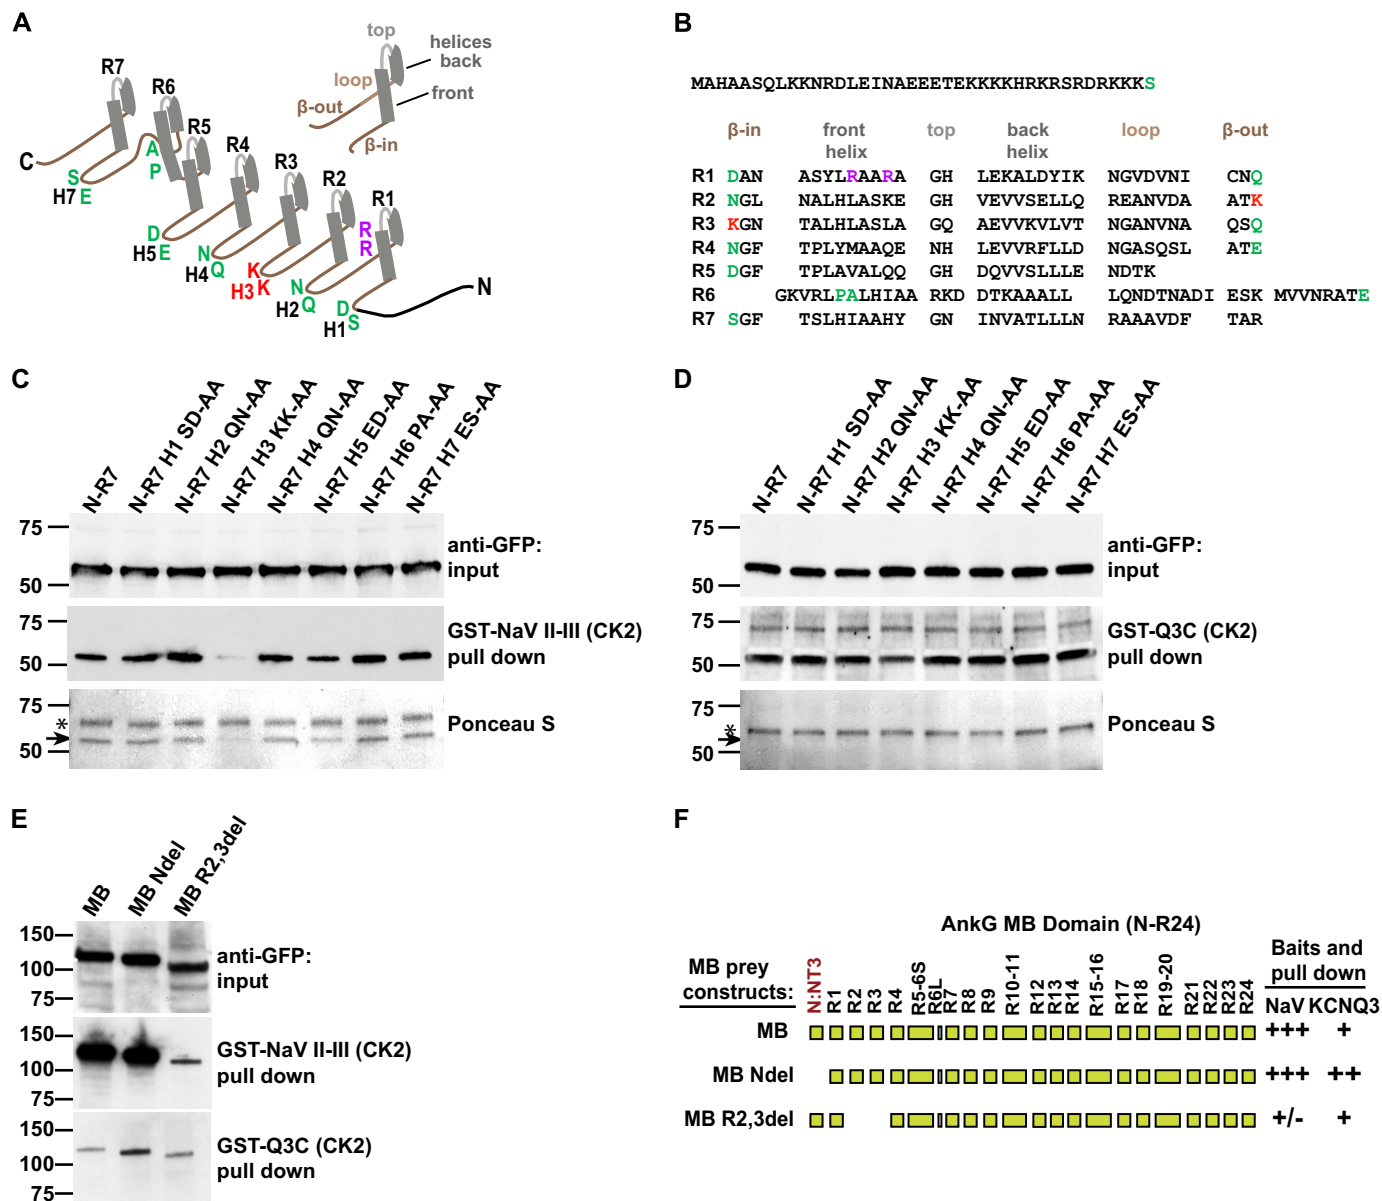 A
top
helices
back
loop
front
β-out
β-in
R7
R6
R5
R4
R3
R2
R1
C
S
E
H7
A
P
D
E
H5
N
Q
H4
K
K
H3
N
Q
H2
R
R
D
S
H1
N
B
MAHAASQLKKNRDLEINAEEETEKKKKHRKRSRDRKKKS
β-in front helix top back helix loop β-out
R1 DAN ASYLRAARA GH LEKALDYIK NGVDVNI CNQ
R2 NGL NALHLASKE GH VEVVSELLQ REANVDA ATK
R3 KGN TALHIASLA GQ AEVVKVLVT NGANVNA QSQ
R4 NGF TPLYMAAQE NH LEVVRFLLD NGASQSL ATE
R5 DGF TPLAVALQQ GH DQVVSLLLE NDTK
R6 GKVRLPALHIAA RKD DTKAAALL LQNDTNADI ESK MVVNRATE
R7 SGF TSLHIAAHY GN INVATLLLN RAAAVDF TAR
C
N-R7
N-R7 H1 SD-AA
N-R7 H2 QN-AA
N-R7 H3 KK-AA
N-R7 H4 QN-AA
N-R7 H5 ED-AA
N-R7 H6 PA-AA
N-R7 H7 ES-AA
75
50
anti-GFP:
input
75
50
GST-NaV II-III (CK2)
pull down
75
*
50
Ponceau S
D
N-R7
N-R7 H1 SD-AA
N-R7 H2 QN-AA
N-R7 H3 KK-AA
N-R7 H4 QN-AA
N-R7 H5 ED-AA
N-R7 H6 PA-AA
N-R7 H7 ES-AA
75
50
anti-GFP:
input
75
50
GST-Q3C (CK2)
pull down
75
*
50
Ponceau S
E
MB
MB Ndel
MB R2,3del
150
100
75
anti-GFP:
input
150
100
75
GST-NaV II-III (CK2)
pull down
150
100
75
GST-Q3C (CK2)
pull down
F
AnkG MB Domain (N-R24)
MB prey
constructs:
N:NT3
R1
R2
R3
R4
R5-6S
R6L
R7
R8
R9
R10-11
R12
R13
R14
R15-16
R17
R18
R19-20
R21
R22
R23
R24
Baits and
pull down
NaV KCNQ3
MB +++ +
MB Ndel +++ ++
MB R2,3del +/- +